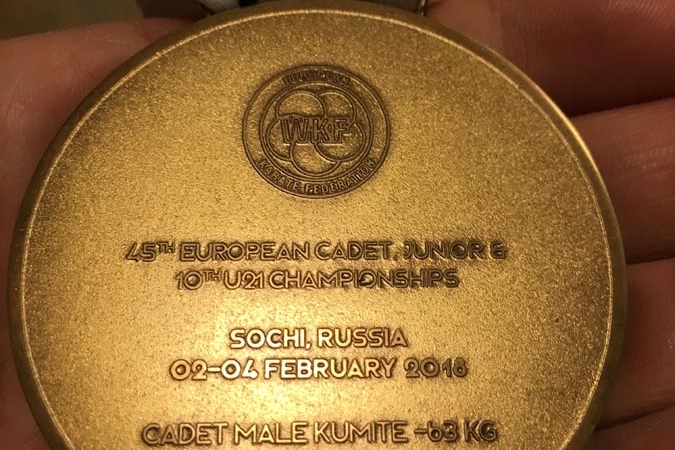 WKF
KARATE FEDERATION
45TH EUROPEAN CADET, JUNIOR &
10TH U21 CHAMPIONSHIPS
SOCHI, RUSSIA
02-04 FEBRUARY 2018
CADET MALE KUMITE -63 KG